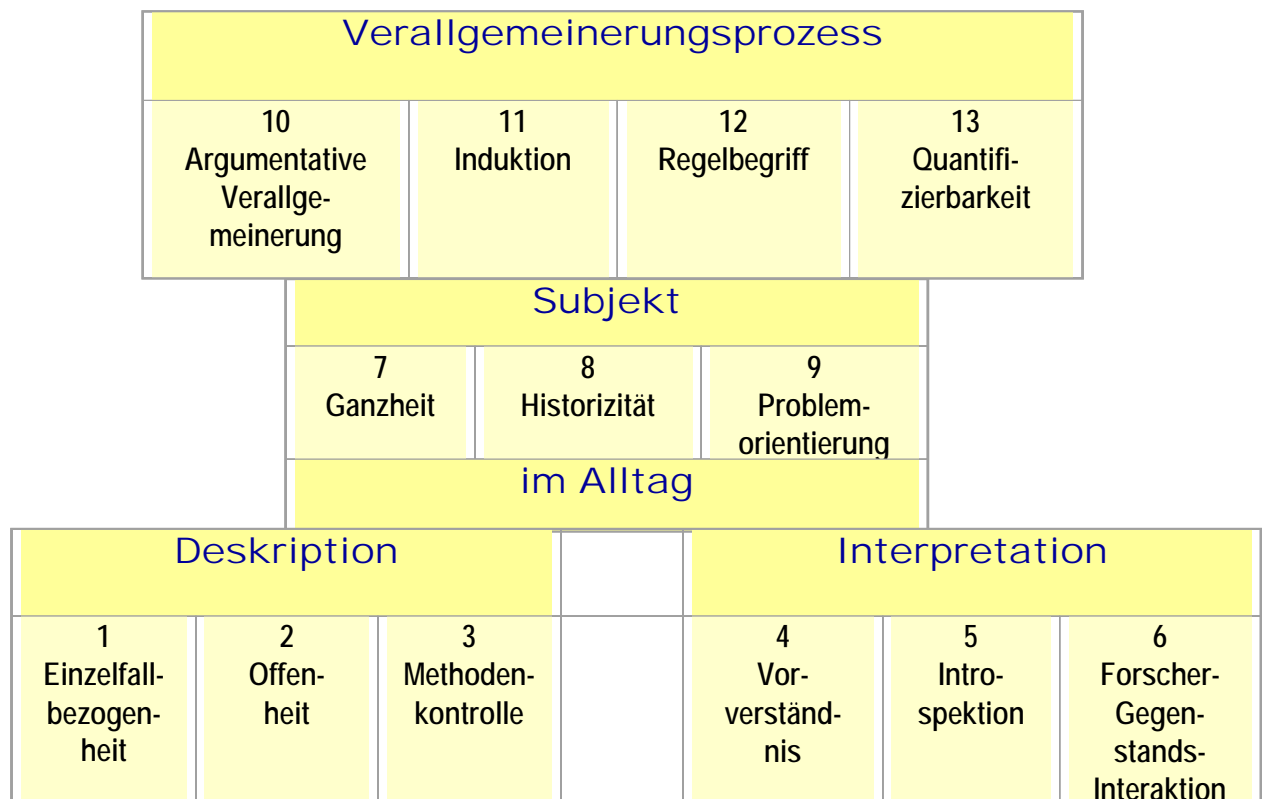 Verallgemeinerungsprozess
10
Argumentative
Verallge-
meinerung
11
Induktion
12
Regelbegriff
13
Quantifi-
zierbarkeit
Subjekt
7
Ganzheit
8
Historizität
9
Problem-
orientierung
im Alltag
Deskription
1
Einzelfall-
bezogen-
heit
2
Offen-
heit
3
Methoden-
kontrolle
Interpretation
4
Vor-
verständ-
nis
5
Intro-
spektion
6
Forscher-
Gegen-
stands-
Interaktion